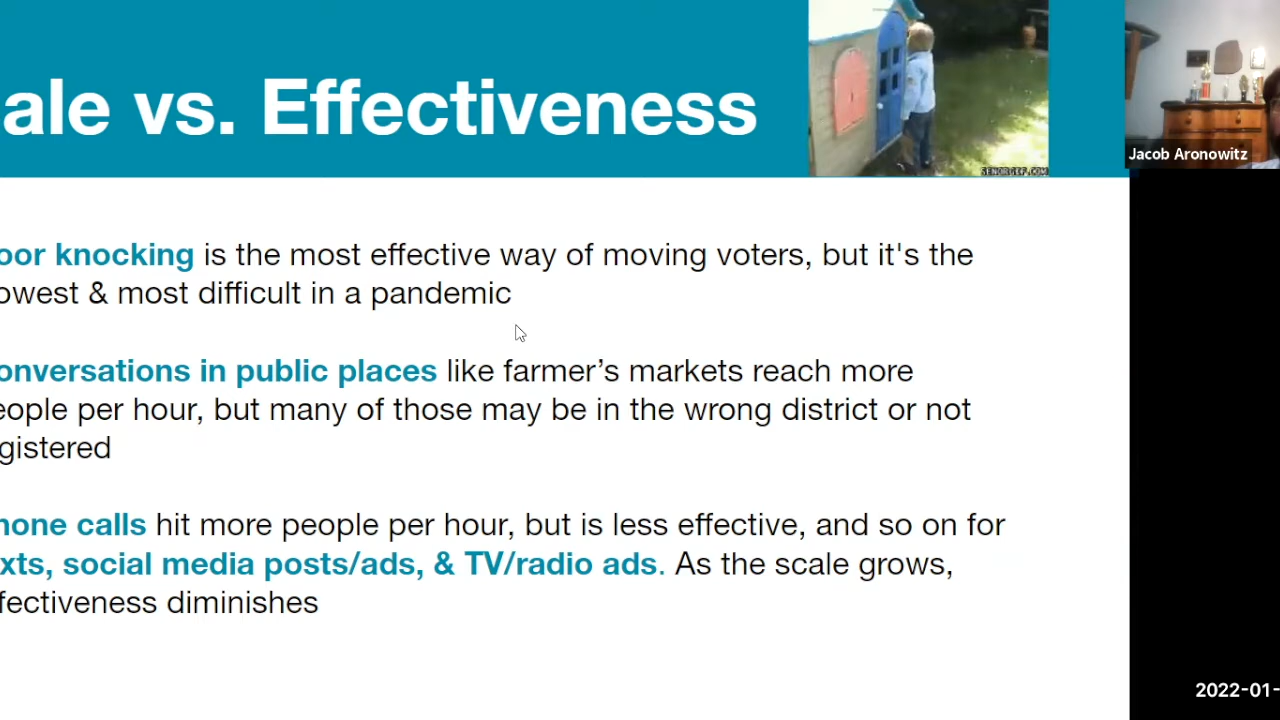 ale vs. Effectiveness
SENORGIF.COM
Jacob Aronowitz
oor knocking is the most effective way of moving voters, but it's the
owest & most difficult in a pandemic
onversations in public places like farmer’s markets reach more
eople per hour, but many of those may be in the wrong district or not
gistered
hone calls hit more people per hour, but is less effective, and so on for
xts, social media posts/ads, & TV/radio ads. As the scale grows,
fectiveness diminishes
2022-01-